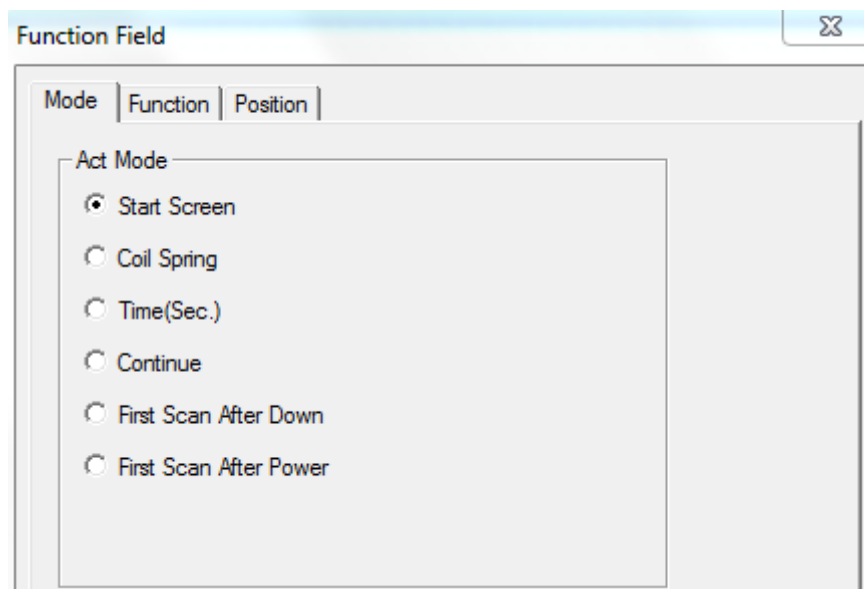 Function Field
Mode Function Position
Act Mode
Start Screen
Coil Spring
Time(Sec.)
Continue
First Scan After Down
First Scan After Power